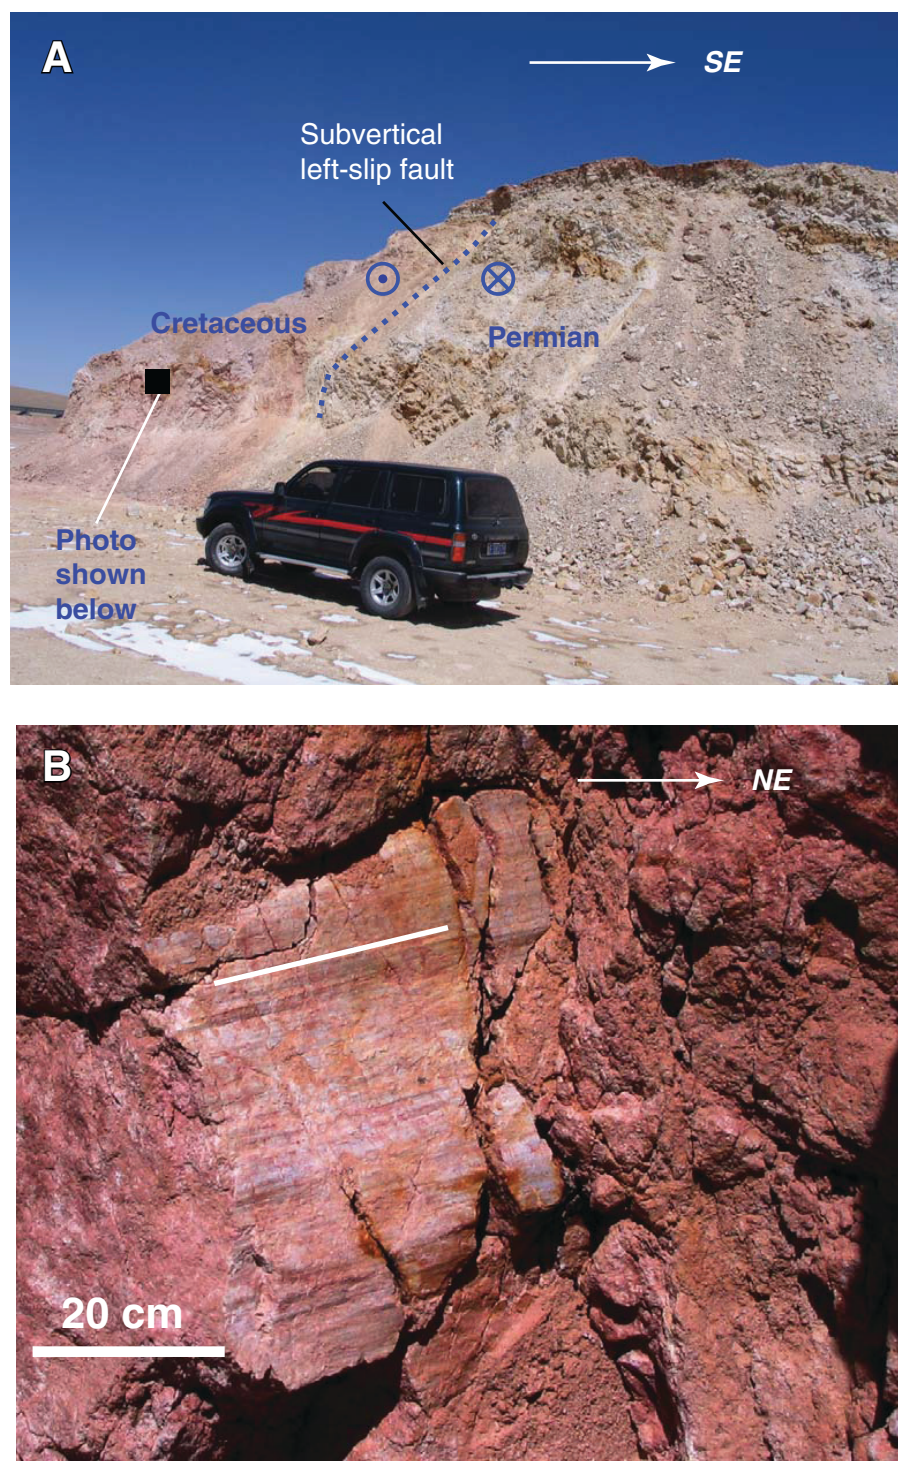 A
SE
Subvertical
left-slip fault
Cretaceous
Permian
Photo
shown
below
B
NE
20 cm